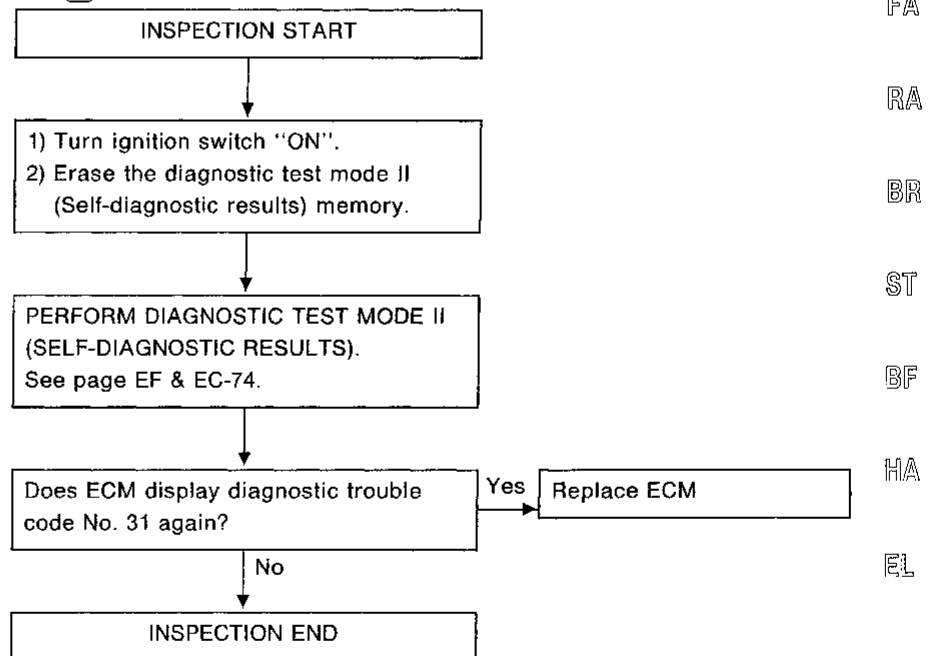 INSPECTION START
1) Turn ignition switch "ON".
2) Erase the diagnostic test mode II
(Self-diagnostic results) memory.
PERFORM DIAGNOSTIC TEST MODE II
(SELF-DIAGNOSTIC RESULTS).
See page EF & EC-74.
Does ECM display diagnostic trouble
code No. 31 again?
Yes
Replace ECM
No
INSPECTION END
FA
RA
BR
ST
BF
HA
EL